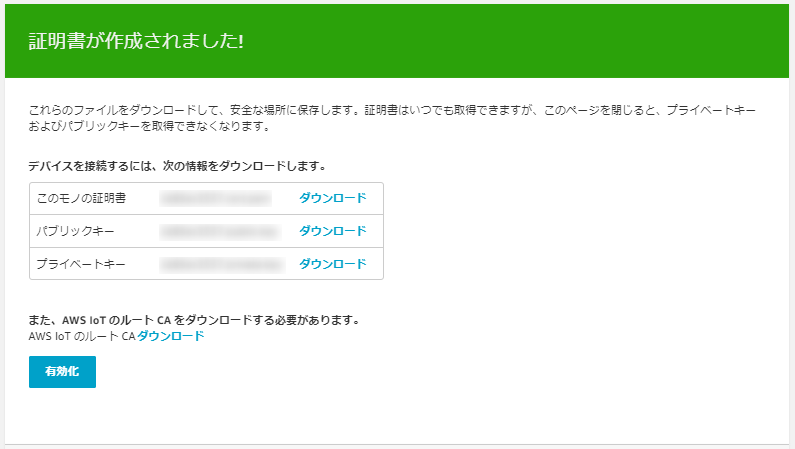 証明書が作成されました!
これらのファイルをダウンロードして、安全な場所に保存します。証明書はいつでも取得できますが、このページを閉じると、プライベートキー
およびパブリックキーを取得できなくなります。
デバイスを接続するには、次の情報をダウンロードします。
このモノの証明書 ダウンロード
パブリックキー ダウンロード
プライベートキー ダウンロード
また、AWS IoT のルート CA をダウンロードする必要があります。
AWS IoT のルート CA ダウンロード
有効化